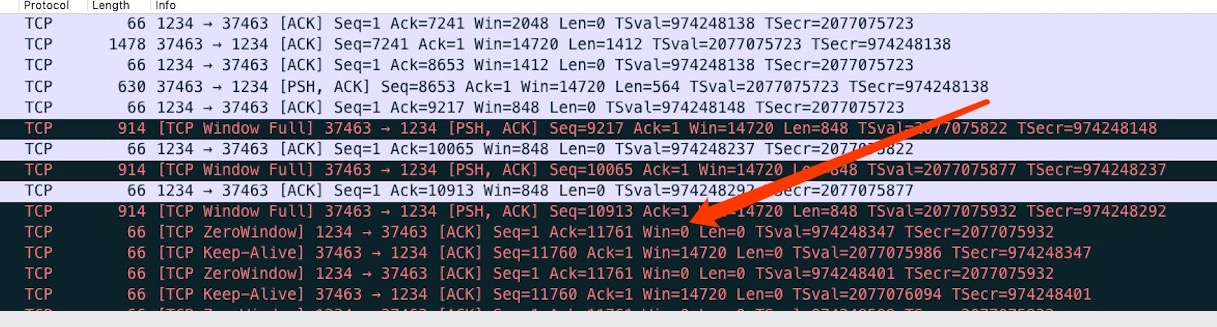 Protocol Length Info
TCP 66 1234 → 37463 [ACK] Seq=1 Ack=7241 Win=2048 Len=0 TSval=974248138 TSecr=2077075723
TCP 1478 37463 → 1234 [ACK] Seq=7241 Ack=1 Win=14720 Len=1412 TSval=2077075723 TSecr=974248138
TCP 66 1234 → 37463 [ACK] Seq=1 Ack=8653 Win=1412 Len=0 TSval=974248138 TSecr=2077075723
TCP 630 37463 → 1234 [PSH, ACK] Seq=8653 Ack=1 Win=14720 Len=564 TSval=2077075723 TSecr=974248138
TCP 66 1234 → 37463 [ACK] Seq=1 Ack=9217 Win=848 Len=0 TSval=974248148 TSecr=2077075723
TCP 914 [TCP Window Full] 37463 → 1234 [PSH, ACK] Seq=9217 Ack=1 Win=14720 Len=848 TSval=2077075822 TSecr=974248148
TCP 66 1234 → 37463 [ACK] Seq=1 Ack=10065 Win=848 Len=0 TSval=974248237 TSecr=2077075822
TCP 914 [TCP Window Full] 37463 → 1234 [PSH, ACK] Seq=10065 Ack=1 Win=14720 Len=848 TSval=2077075877 TSecr=974248237
TCP 66 1234 → 37463 [ACK] Seq=1 Ack=10913 Win=848 Len=0 TSval=974248292 TSecr=2077075877
TCP 914 [TCP Window Full] 37463 → 1234 [PSH, ACK] Seq=10913 Ack=1 Win=14720 Len=848 TSval=2077075932 TSecr=974248292
TCP 66 [TCP ZeroWindow] 1234 → 37463 [ACK] Seq=1 Ack=11761 Win=0 Len=0 TSval=974248347 TSecr=2077075932
TCP 66 [TCP Keep-Alive] 37463 → 1234 [ACK] Seq=11760 Ack=1 Win=14720 Len=0 TSval=2077075986 TSecr=974248347
TCP 66 [TCP ZeroWindow] 1234 → 37463 [ACK] Seq=1 Ack=11761 Win=0 Len=0 TSval=974248401 TSecr=2077075932
TCP 66 [TCP Keep-Alive] 37463 → 1234 [ACK] Seq=11760 Ack=1 Win=14720 Len=0 TSval=2077076094 TSecr=974248401